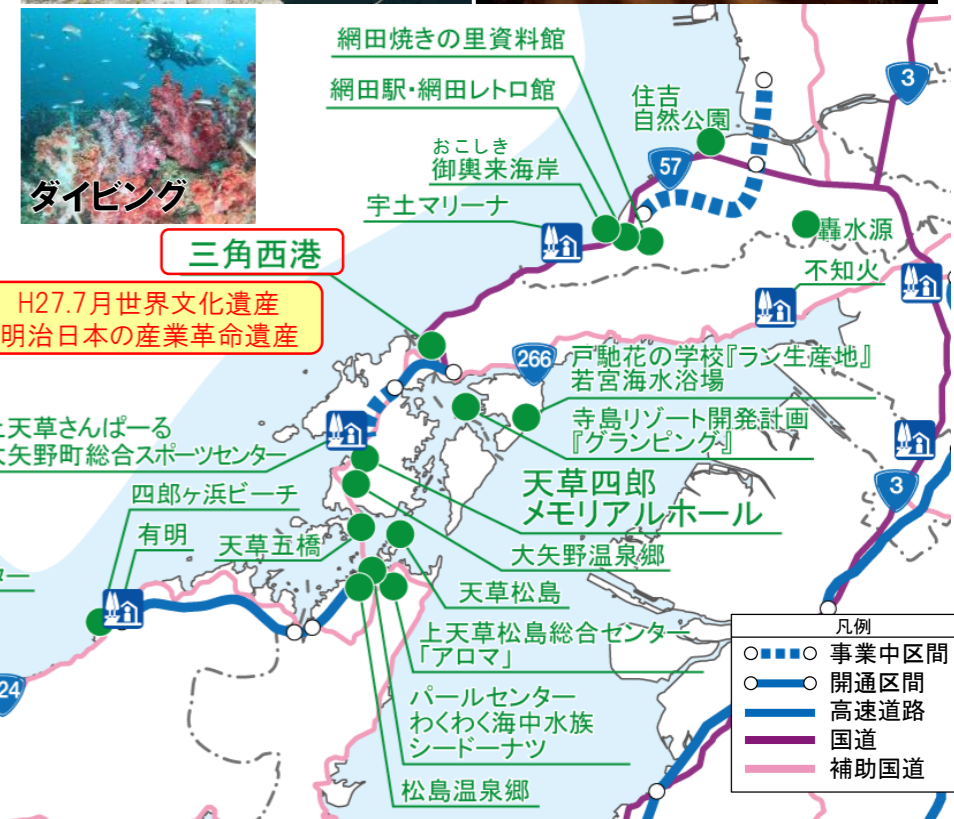 網田焼きの里資料館
網田駅・網田レトロ館
住吉
自然公園
3
おこしき
御輿来海岸
57
ダイビング
宇土マリーナ
轟水源
三角西港
不知火
H27.7月世界文化遺産
明治日本の産業革命遺産
266
戸馳花の学校『ラン生産地』
若宮海水浴場
上天草さんぱーる
大矢野町総合スポーツセンター
寺島リゾート開発計画
『グランピング』
天草四郎
メモリアルホール
3
四郎ヶ浜ビーチ
有明
天草五橋
大矢野温泉郷
ター
天草松島
上天草松島総合センター
「アロマ」
24
パールセンター
わくわく海中水族
シードーナツ
松島温泉郷
凡例
事業中区間
開通区間
高速道路
国道
補助国道